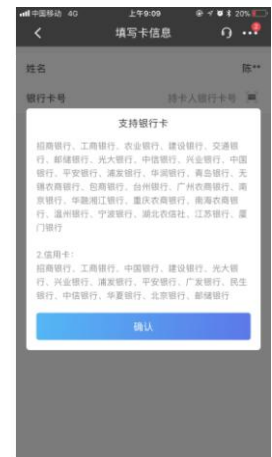 中国移动 4G 上午9:09 20%
填写卡信息
姓名 陈**
银行卡号 持卡人银行卡号
支持银行卡
招商银行、工商银行、农业银行、建设银行、交通银
行、邮储银行、光大银行、中信银行、兴业银行、中国
银行、平安银行、浦发银行、华润银行、青岛银行、无
锡农商银行、包商银行、台州银行、广州农商银行、南
京银行、华融湘江银行、重庆农商银行、南海农商银
行、温州银行、宁波银行、湖北农信社、江苏银行、厦
门银行
2.信用卡：
招商银行、工商银行、中国银行、建设银行、光大银
行、兴业银行、浦发银行、平安银行、广发银行、民生
银行、中信银行、华夏银行、北京银行、邮储银行
确认